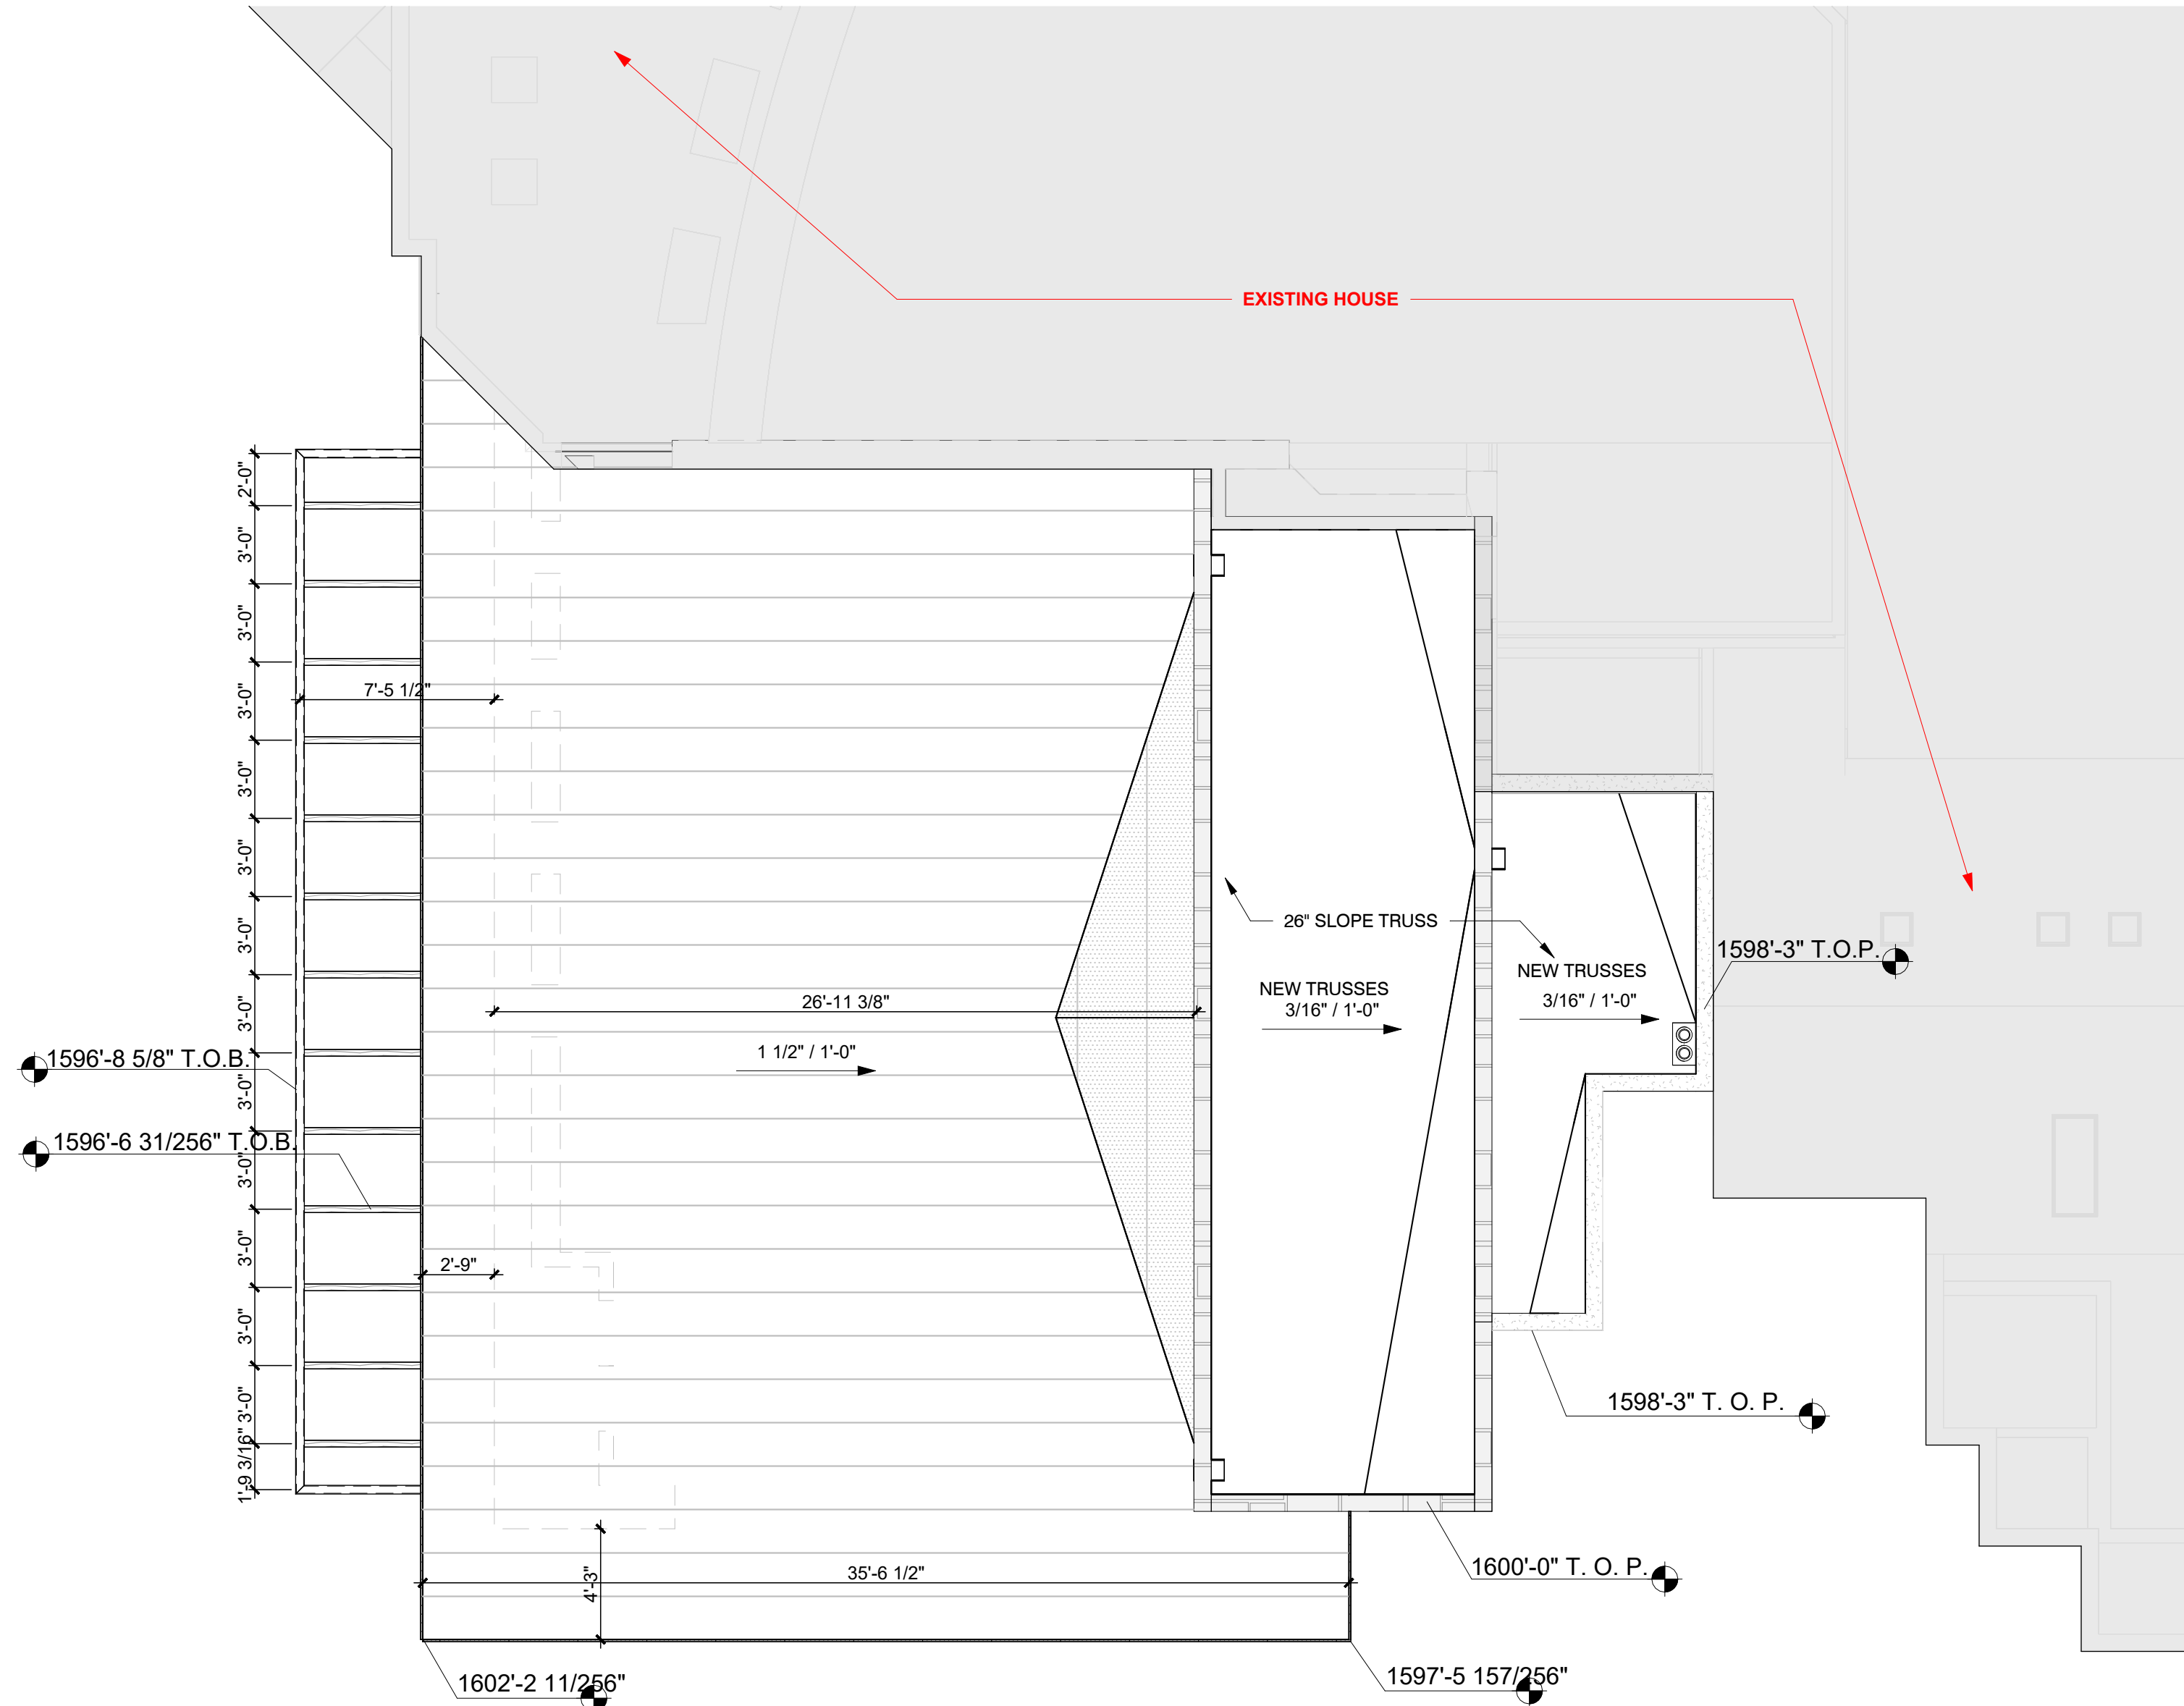 EXISTING HOUSE
2'-0"
3'-0"
3'-0"
3'-0"
7'-5 1/2"
3'-0"
3'-0"
26" SLOPE TRUSS
3'-0"
1598'-3" T.O.P.
NEW TRUSSES
3/16" / 1'-0"
NEW TRUSSES
3/16" / 1'-0"
26'-11 3/8"
3'-0"
1 1/2" / 1'-0"
1596'-8 5/8" T.O.B.
3'-0"
1596'-6 31/256" T.O.B.
3'-0"
3'-0"
2'-9"
3'-0"
3'-0"
1598'-3" T. O. P.
1'-9 3/16"
1600'-0" T. O. P.
35'-6 1/2"
4'-3"
1602'-2 11/256"
1597'-5 157/256"